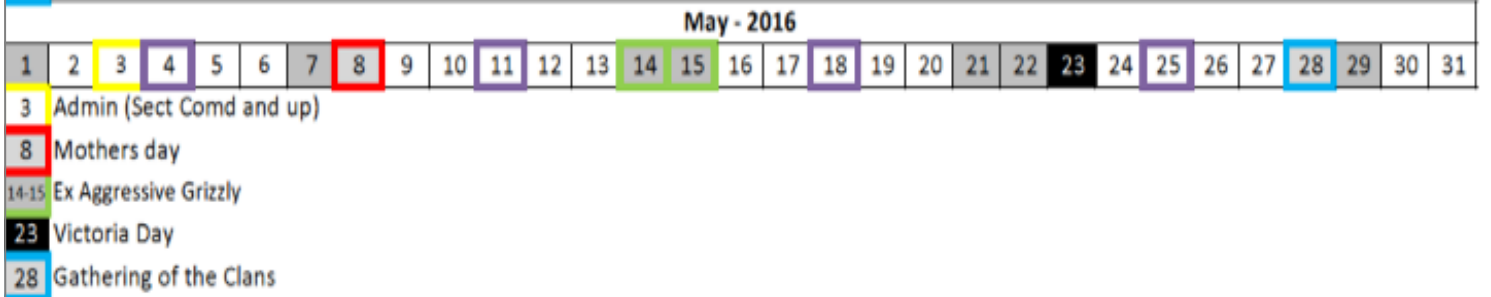 May - 2016
1 2 3 4 5 6 7 8 9 10 11 12 13 14 15 16 17 18 19 20 21 22 23 24 25 26 27 28 29 30 31
3 Admin (Sect Comd and up)
8 Mothers day
14-15 Ex Aggressive Grizzly
23 Victoria Day
28 Gathering of the Clans